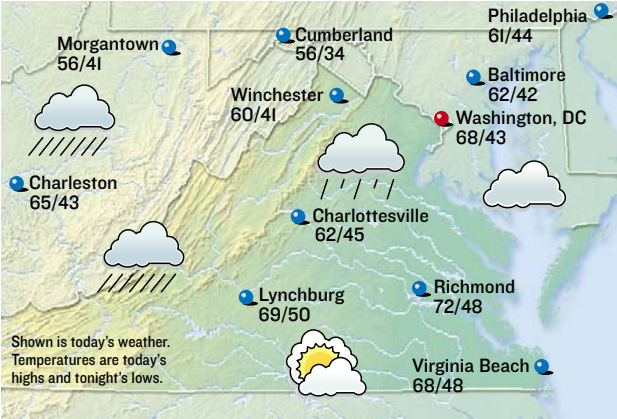 Philadelphia
61/44
Morgantown
56/41
Cumberland
56/34
Baltimore
62/42
Winchester
60/41
Washington, DC
68/43
Charleston
65/43
Charlottesville
62/45
Lynchburg
69/50
Richmond
72/48
Shown is today's weather.
Temperatures are today's
highs and tonight's lows.
Virginia Beach
68/48